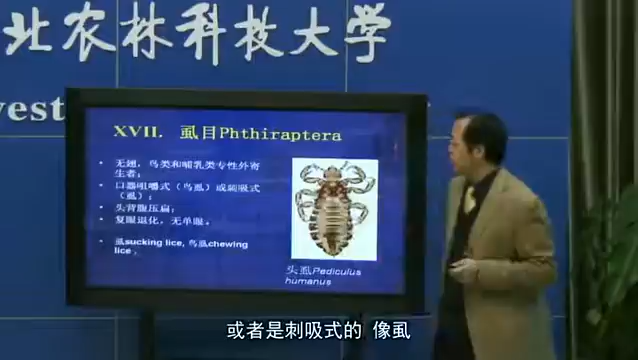 北农林科技大学
vest
XVII. 虱目Phthiraptera
• 无翅，鸟类和哺乳类专性外寄
生者；
• 口器咀嚼式（鸟虱）或刺吸式
（虱）；
• 头背腹压扁；
• 复眼退化，无单眼。
• 虱sucking lice, 鸟虱chewing
lice。
头虱Pediculus
humanus
或者是刺吸式的 像虱